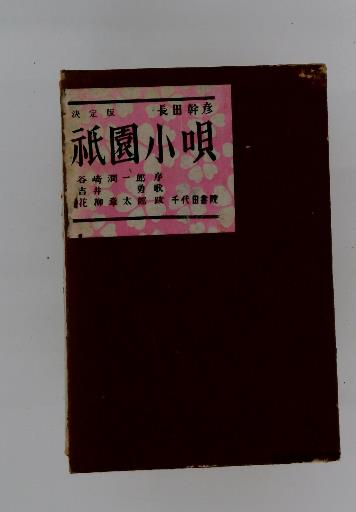 決定版 長田幹彦
祇園小唄
谷崎潤一郎 序
吉井 勇 歌
花柳章太郎 跋 千代田書院